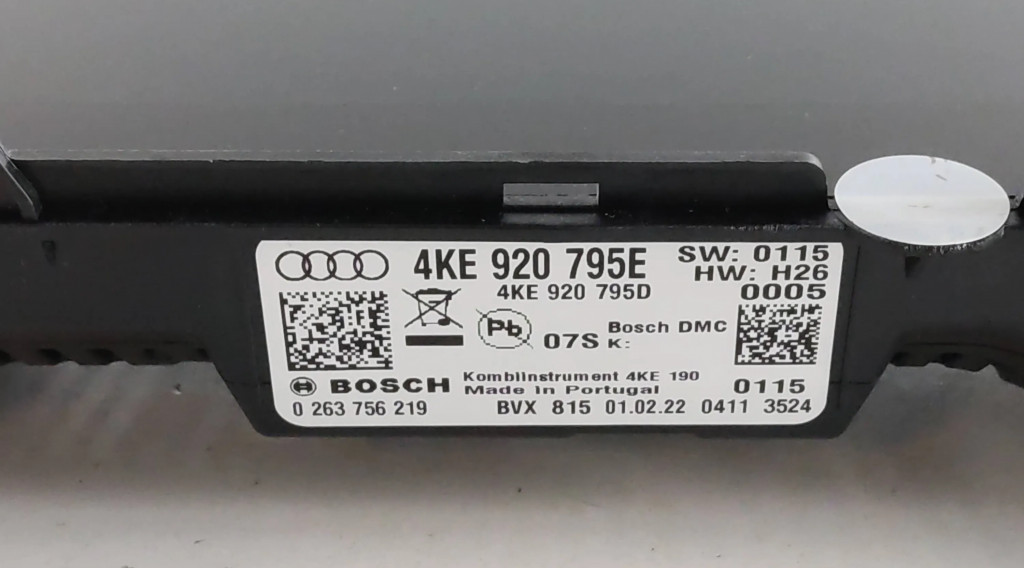 4KE 920 795E
SW: 0115
HW: H26
4KE 920 795D
0005
Pb
07S
Bosch DMC
K:
BOSCH
Kombiinstrument 4KE 190
Made in Portugal
0115
0 263 756 219
BVX 815 01.02.22 0411 3524